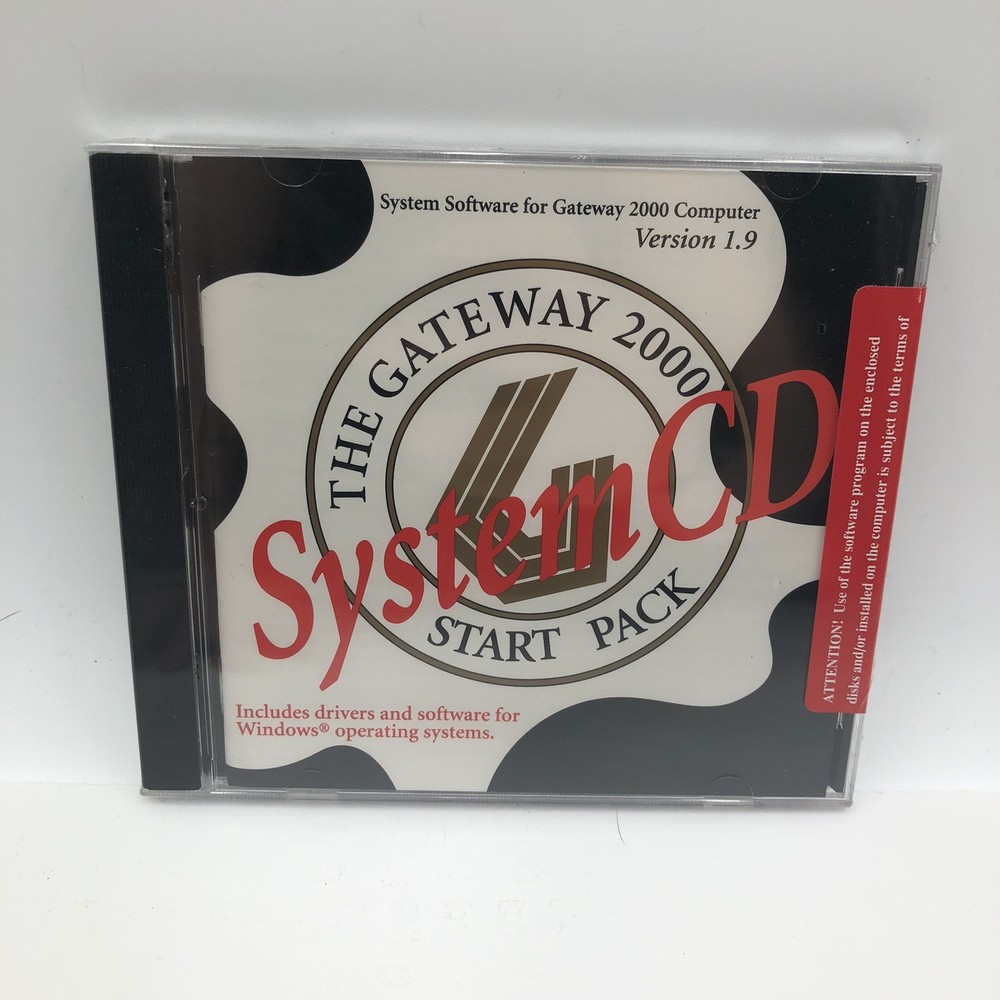 System Software for Gateway 2000 Computer
Version 1.9
THE GATEWAY 2000
System CD
START PACK
Includes drivers and software for
Windows® operating systems.
ATTENTION! Use of the software program on the enclosed
disks and/or installed on the computer is subject to the terms of